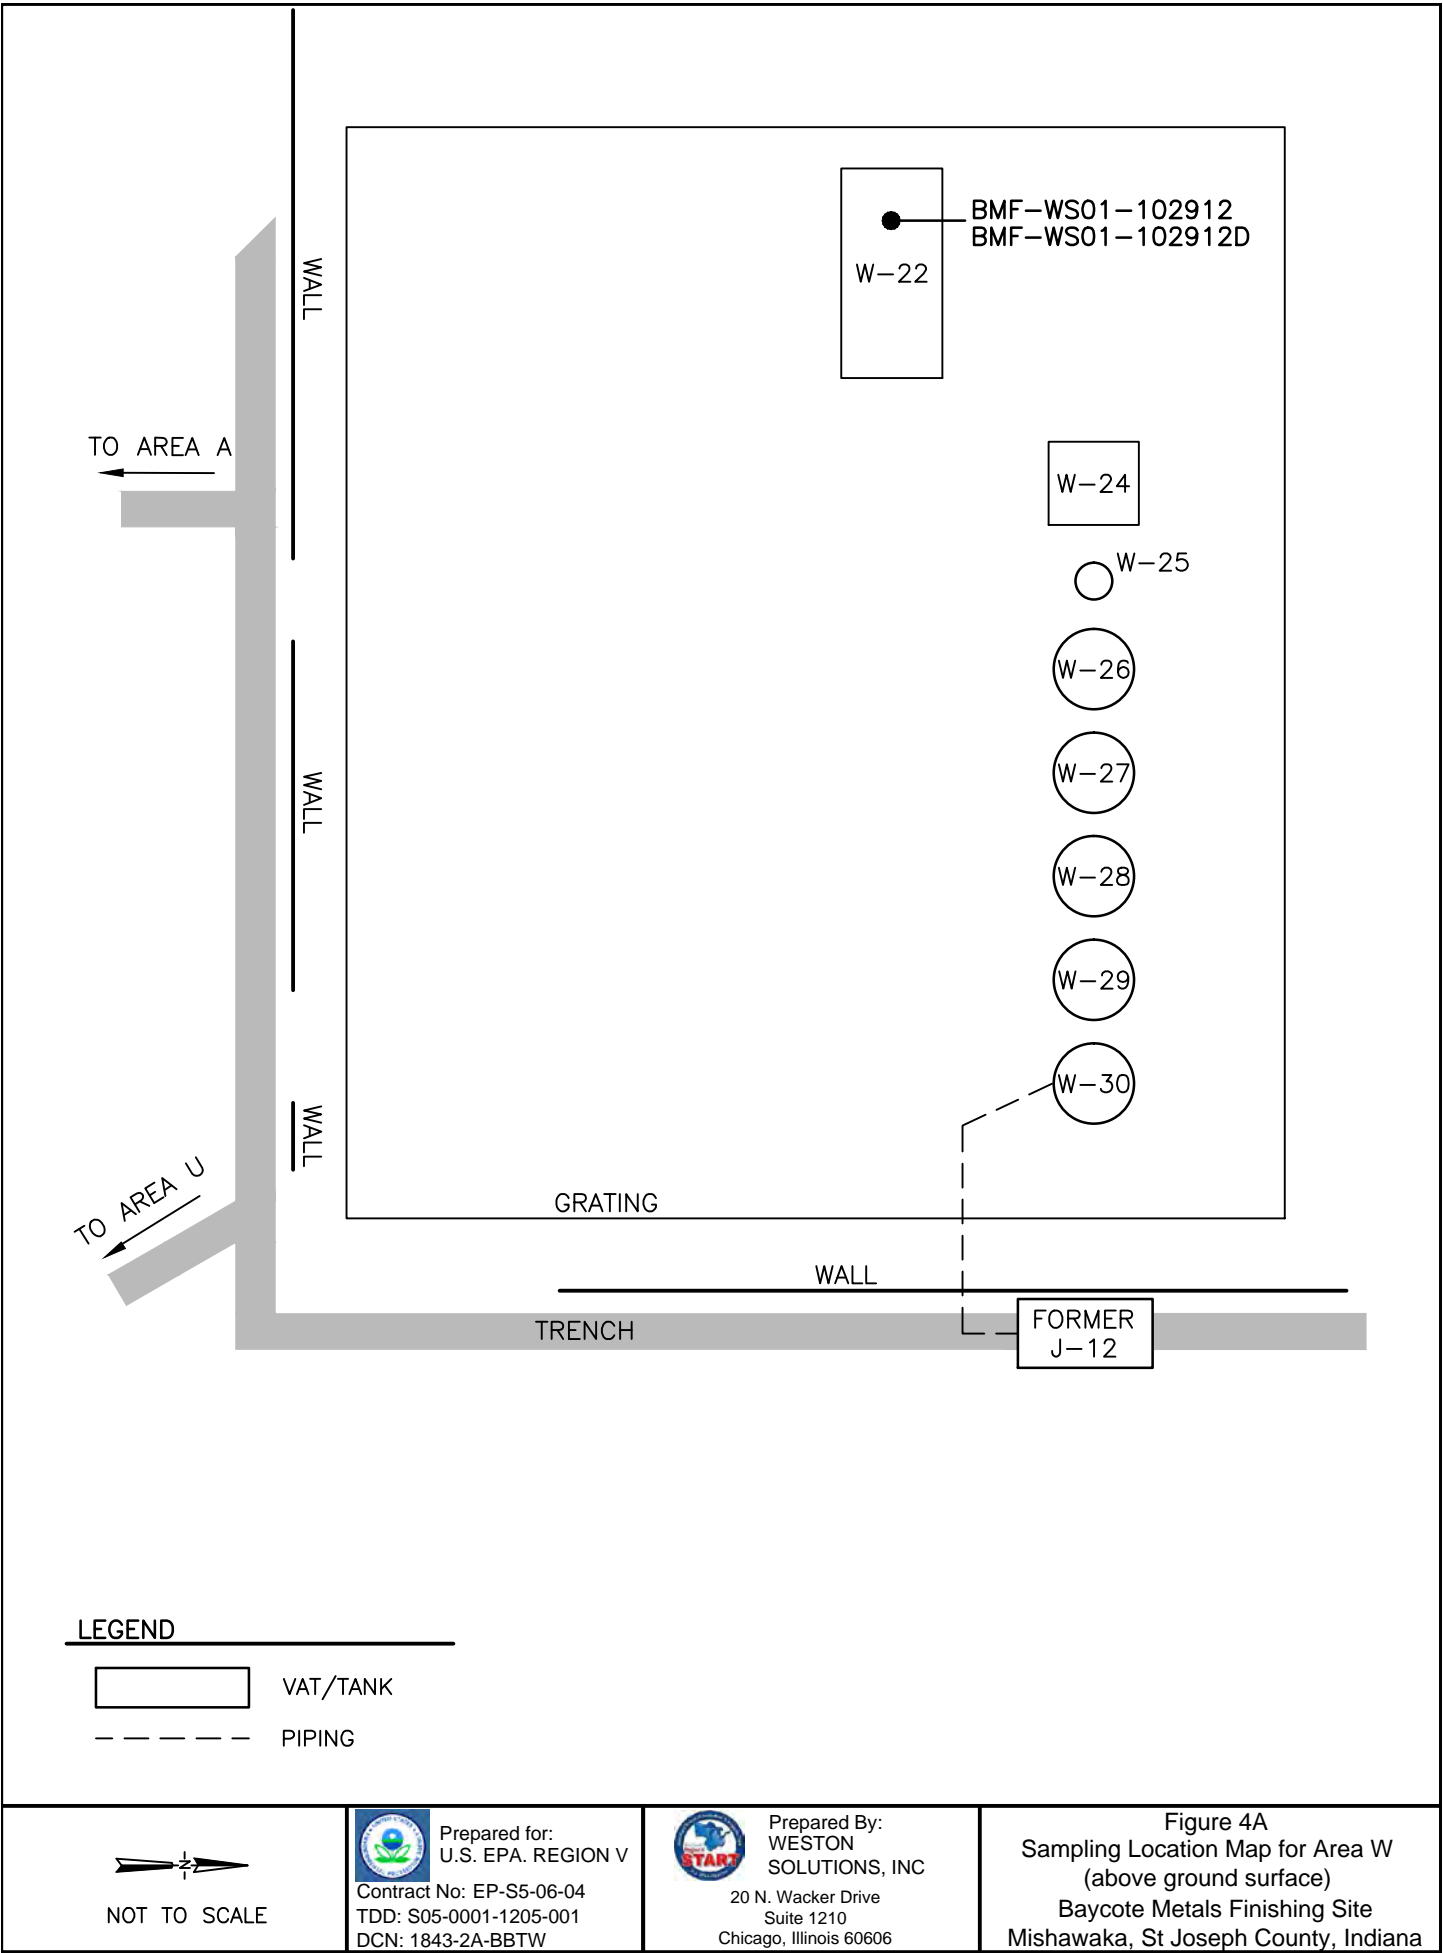 BMF-WS01-102912
BMF-WS01-102912D
W-22
WALL
TO AREA A
W-24
W-25
W-26
W-27
WALL
W-28
W-29
W-30
WALL
TO AREA U
GRATING
WALL
TRENCH
FORMER
J-12
LEGEND
VAT/TANK
PIPING
N
NOT TO SCALE
Prepared for:
U.S. EPA. REGION V
Contract No: EP-S5-06-04
TDD: S05-0001-1205-001
DCN: 1843-2A-BBTW
START
Prepared By:
WESTON
SOLUTIONS, INC
20 N. Wacker Drive
Suite 1210
Chicago, Illinois 60606
Figure 4A
Sampling Location Map for Area W
(above ground surface)
Baycote Metals Finishing Site
Mishawaka, St Joseph County, Indiana